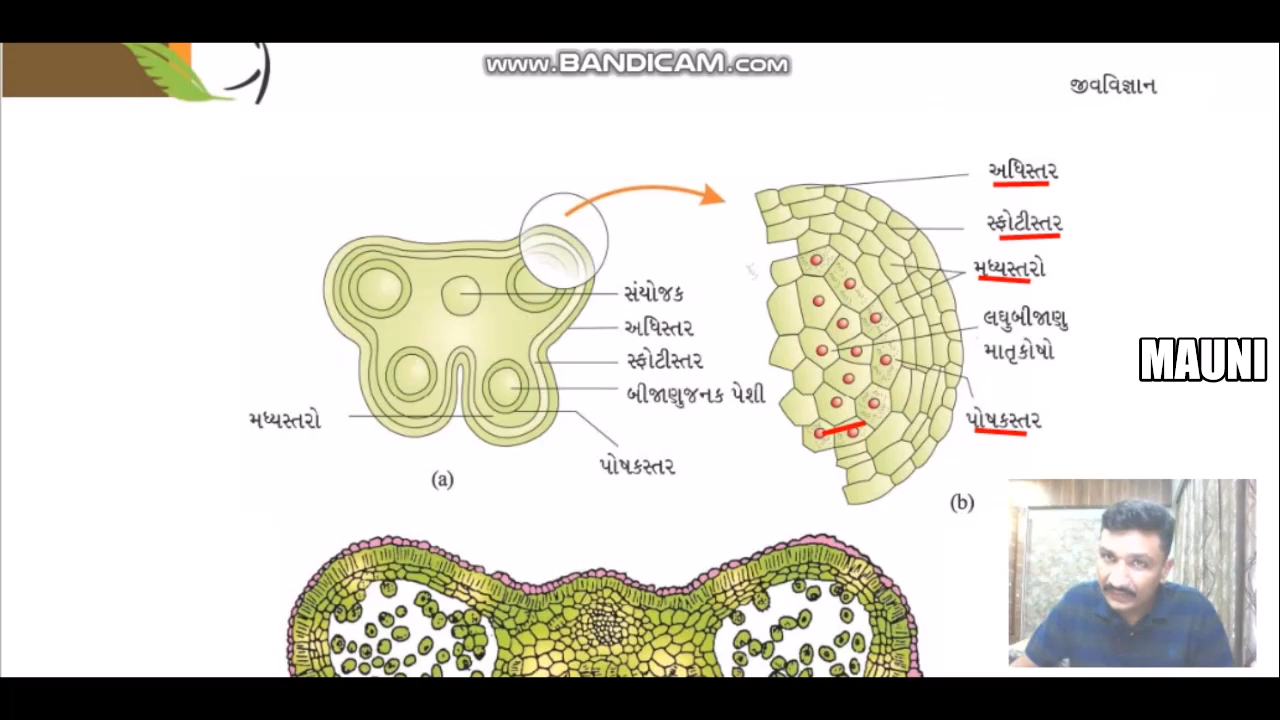 www.BANDICAM.com
જીવવિજ્ઞાન
અધિસ્તર
સ્ફોટીસ્તર
મધ્યસ્તરો
લઘુબીજાણુ
માતૃકોષો
પોષકસ્તર
(b)
સંયોજક
અધિસ્તર
સ્ફોટીસ્તર
બીજાણુજનક પેશી
મધ્યસ્તરો
પોષકસ્તર
(a)
MAUNI